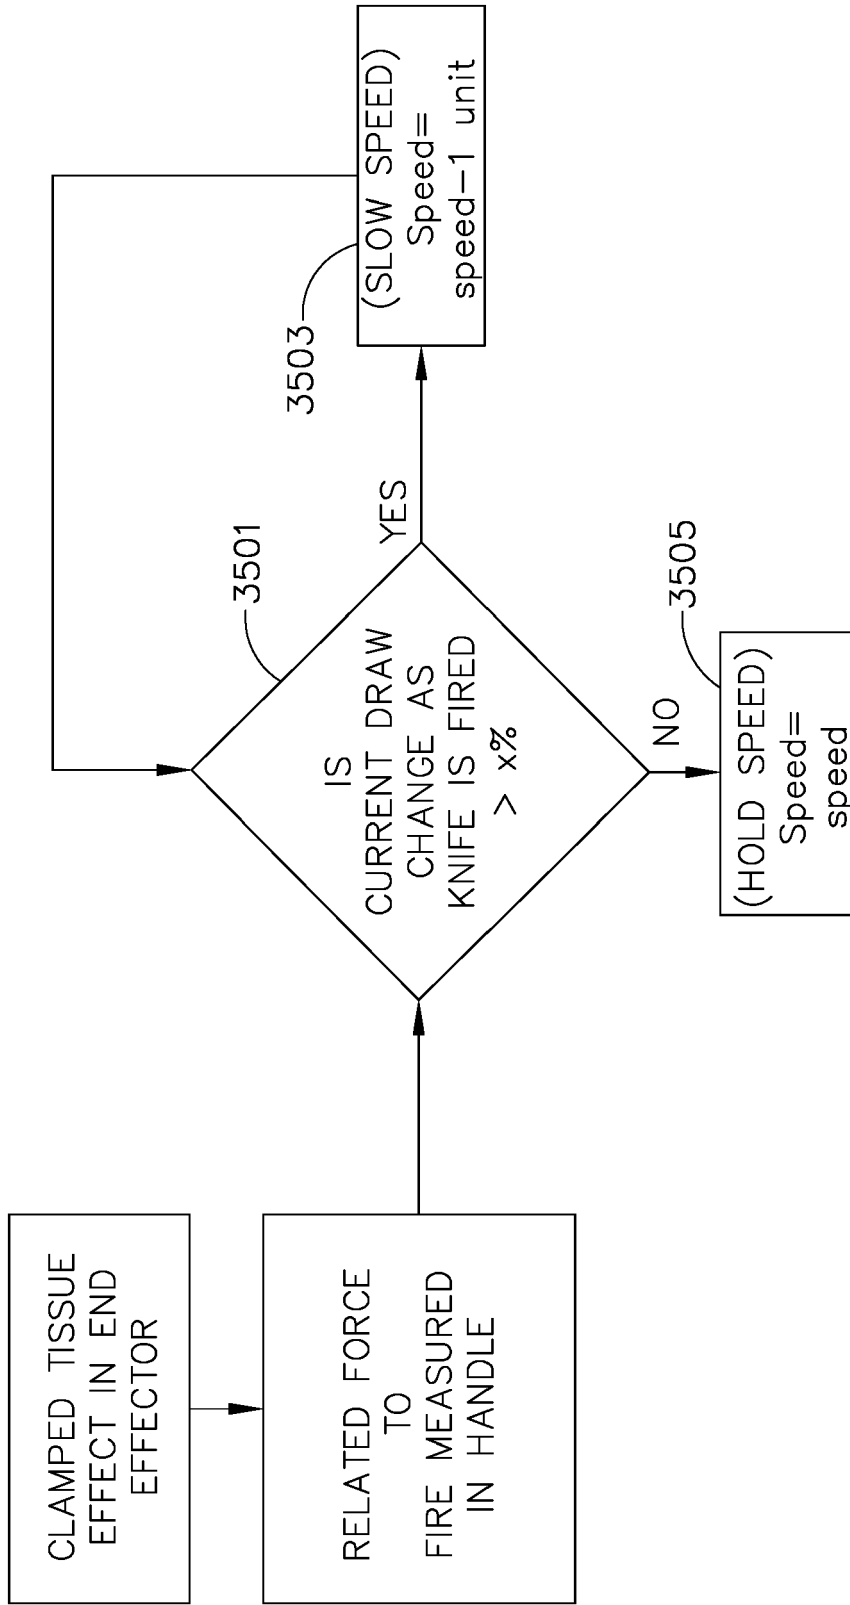 CLAMPED TISSUE
EFFECT IN END
EFFECTOR
RELATED FORCE
TO
FIRE MEASURED
IN HANDLE
IS
CURRENT DRAW
CHANGE AS
KNIFE IS FIRED
> x%
3501
YES
(SLOW SPEED)
Speed=
speed-1 unit
3503
NO
(HOLD SPEED)
Speed=
speed
3505